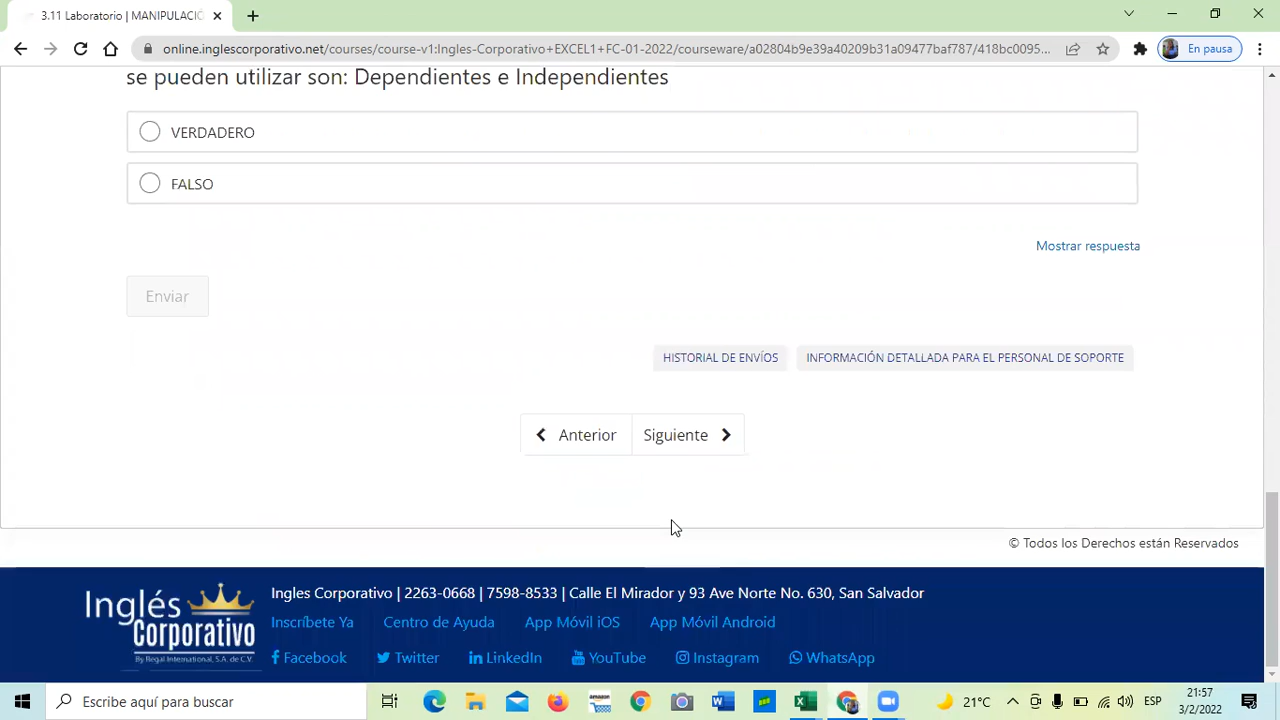 3.11 Laboratorio | MANIPULACIÓ
online.inglescorporativo.net/courses/course-v1:Ingles-Corporativo+EXCEL1+FC-01-2022/courseware/e02804b9e39a40209b31a09477baf787/418bc0095...
En pausa
se pueden utilizar son: Dependientes e Independientes
VERDADERO
FALSO
Mostrar respuesta
Enviar
HISTORIAL DE ENVÍOS
INFORMACIÓN DETALLADA PARA EL PERSONAL DE SOPORTE
Anterior
Siguiente
© Todos los Derechos están Reservados
Inglés Corporativo
By Regal International, S.A. de C.V.
Ingles Corporativo | 2263-0668 | 7598-8533 | Calle El Mirador y 93 Ave Norte No. 630, San Salvador
Inscríbete Ya Centro de Ayuda App Móvil iOS App Móvil Android
Facebook Twitter LinkedIn YouTube Instagram WhatsApp
Escribe aquí para buscar
amazon
21°C
ESP
21:57
3/2/2022